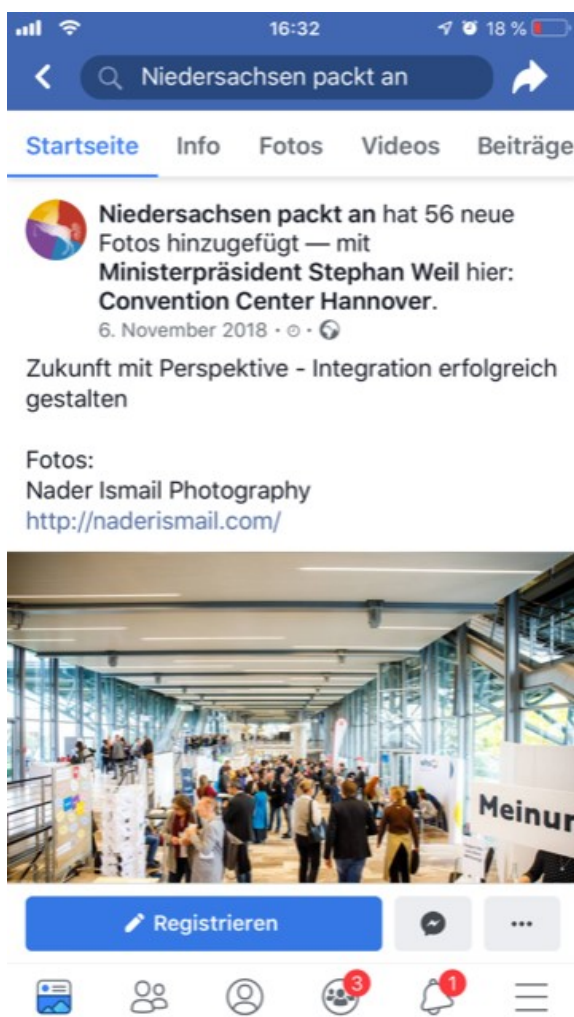 16:32
18 %
Niedersachsen packt an
Startseite Info Fotos Videos Beiträge
Niedersachsen packt an hat 56 neue
Fotos hinzugefügt — mit
Ministerpräsident Stephan Weil hier:
Convention Center Hannover.
6. November 2018
Zukunft mit Perspektive - Integration erfolgreich
gestalten
Fotos:
Nader Ismail Photography
http://naderismail.com/
Meinun
Registrieren
3
1